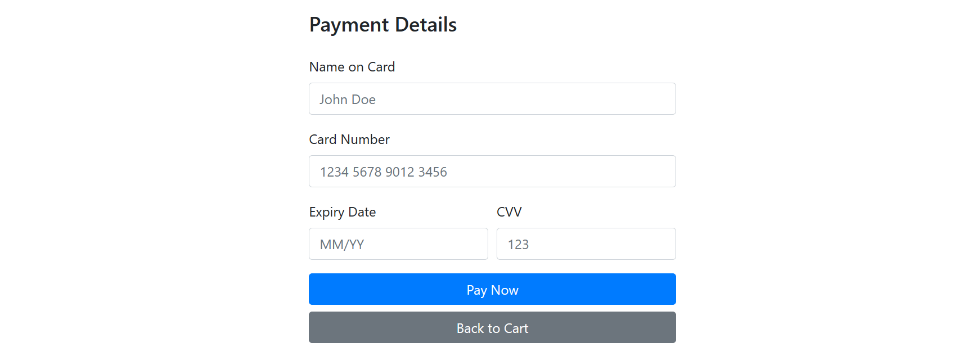 Payment Details
Name on Card
John Doe
Card Number
1234 5678 9012 3456
Expiry Date CVV
MM/YY 123
Pay Now
Back to Cart